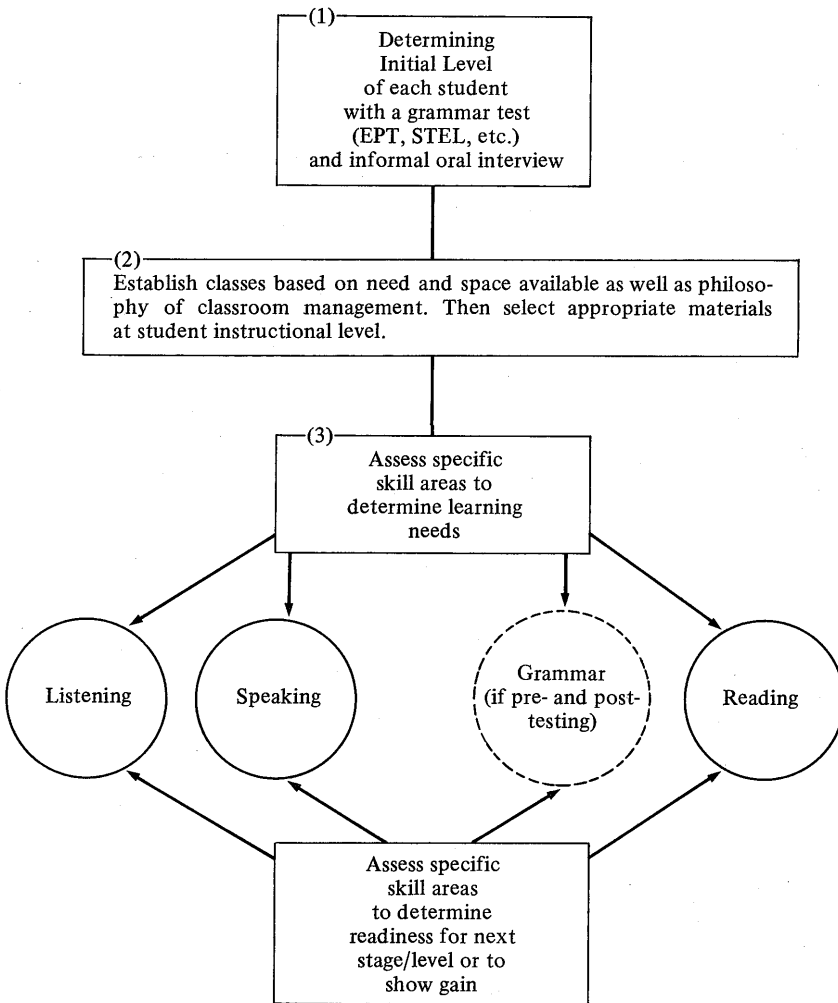 (1)
Determining
Initial Level
of each student
with a grammar test
(EPT, STEL, etc.)
and informal oral interview
(2)
Establish classes based on need and space available as well as philoso-
phy of classroom management. Then select appropriate materials
at student instructional level.
(3)
Assess specific
skill areas to
determine learning
needs
Listening
Speaking
Grammar
(if pre- and post-
testing)
Reading
Assess specific
skill areas
to determine
readiness for next
stage/level or to
show gain